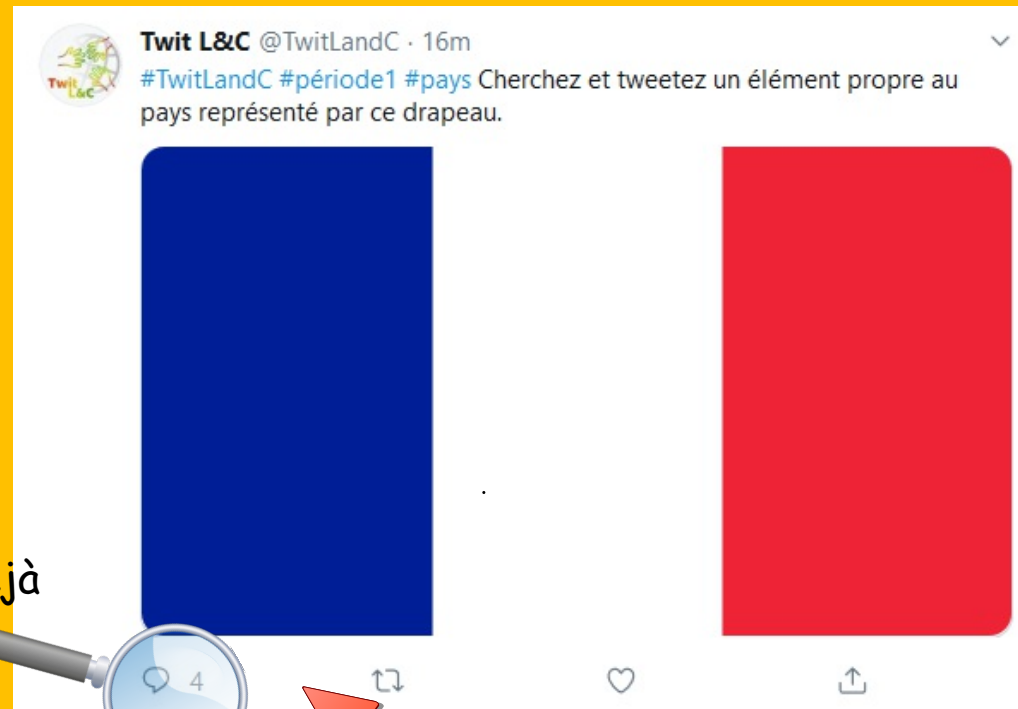 Twit L&C @TwitLandC · 16m
#TwitLandC #période1 #pays Cherchez et tweetez un élément propre au
pays représenté par ce drapeau.
Twit
L&C
jà
4